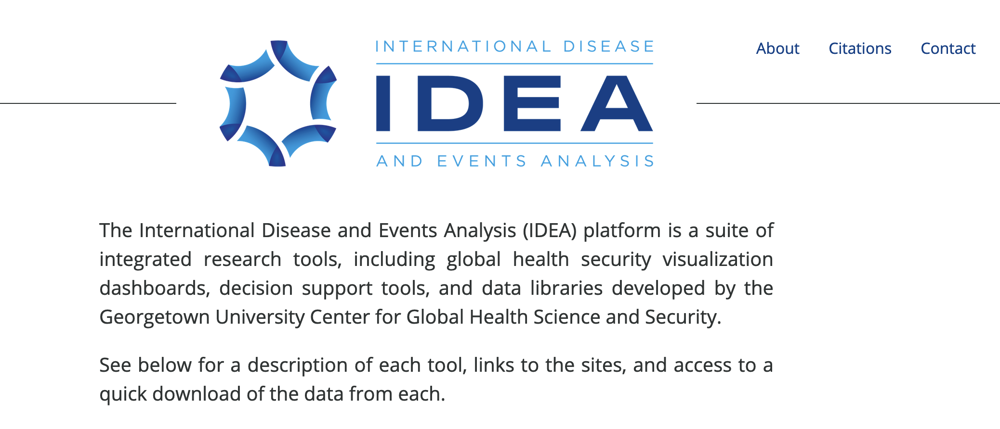 INTERNATIONAL DISEASE
IDEA
AND EVENTS ANALYSIS
About Citations Contact
The International Disease and Events Analysis (IDEA) platform is a suite of
integrated research tools, including global health security visualization
dashboards, decision support tools, and data libraries developed by the
Georgetown University Center for Global Health Science and Security.
See below for a description of each tool, links to the sites, and access to a
quick download of the data from each.